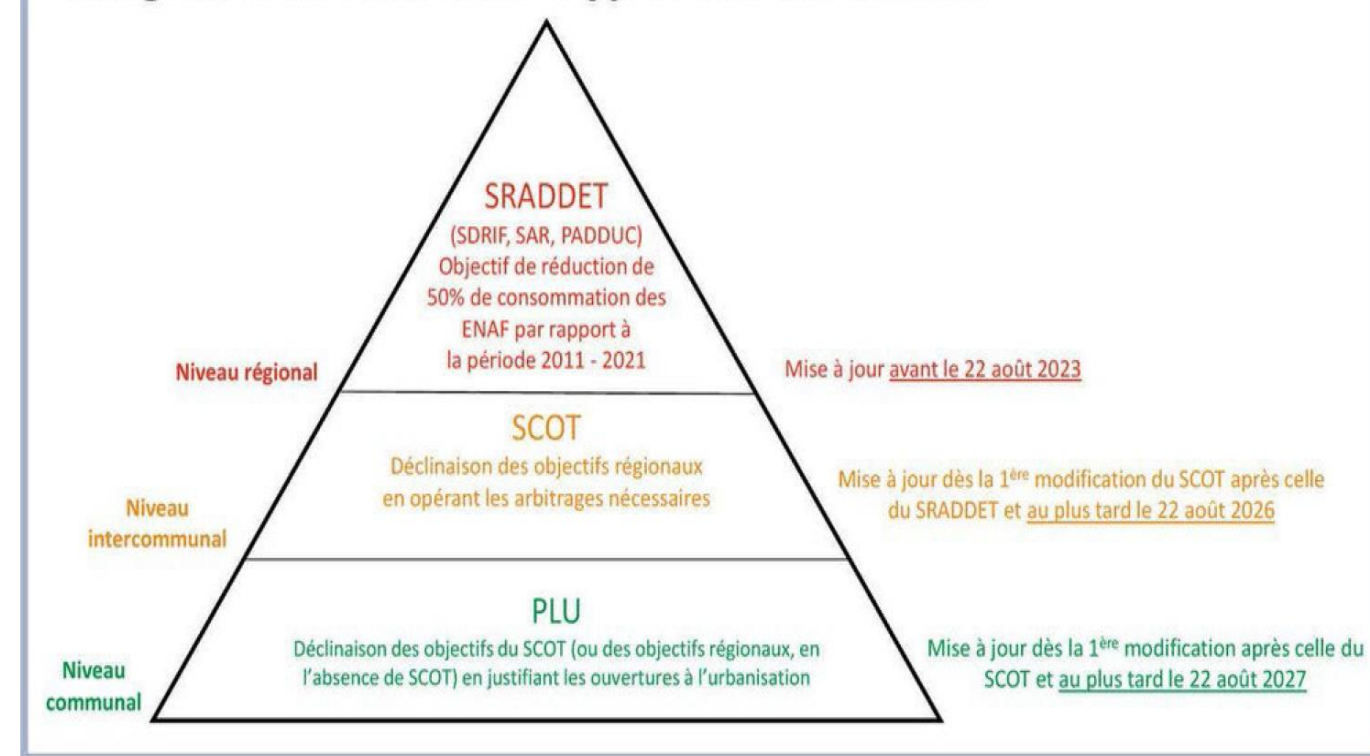 SRADDET
(SDRIF, SAR, PADDUC)
Objectif de réduction de
50% de consommation des
ENAF par rapport à
la période 2011 - 2021
Niveau régional
Mise à jour avant le 22 août 2023
SCOT
Déclinaison des objectifs régionaux
en opérant les arbitrages nécessaires
Niveau
intercommunal
Mise à jour dès la 1ère modification du SCOT après celle
du SRADDET et au plus tard le 22 août 2026
PLU
Déclinaison des objectifs du SCOT (ou des objectifs régionaux, en
l'absence de SCOT) en justifiant les ouvertures à l'urbanisation
Niveau
communal
Mise à jour dès la 1ère modification après celle du
SCOT et au plus tard le 22 août 2027